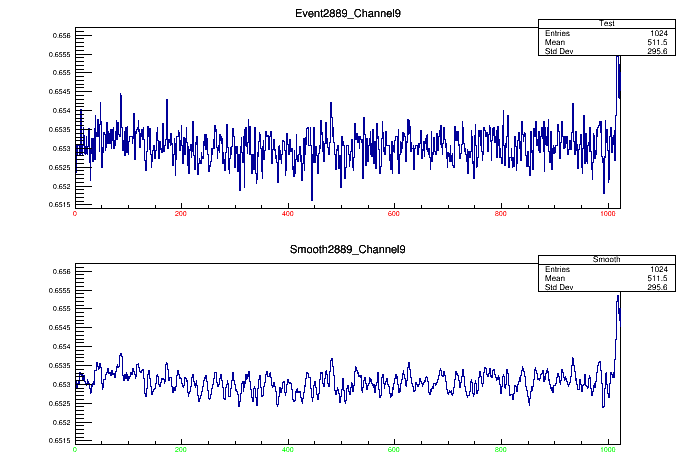 Event2889_Channel9
Test
Entries 1024
Mean 511.5
Std Dev 295.6
0.656
0.6555
0.655
0.6545
0.654
0.6535
0.653
0.6525
0.652
0.6515
0 200 400 600 800 1000
Smooth2889_Channel9
Smooth
Entries 1024
Mean 511.5
Std Dev 295.6
0.656
0.6555
0.655
0.6545
0.654
0.6535
0.653
0.6525
0.652
0.6515
0 200 400 600 800 1000